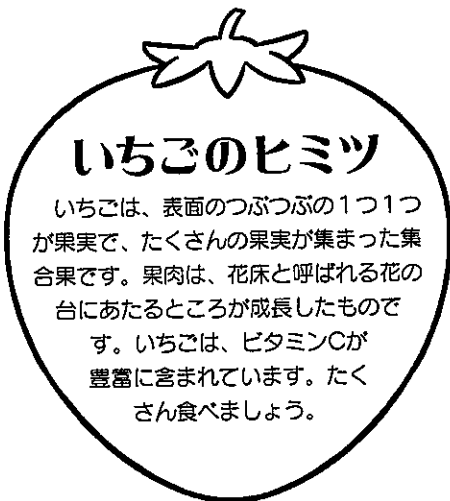 いちごのヒミツ
いちごは、表面のつぶつぶの1つ1つ
が果実で、たくさんの果実が集まった集
合果です。果肉は、花床と呼ばれる花の
台にあたるところが成長したもので
す。いちごは、ビタミンCが
豊富に含まれています。たく
さん食べましょう。